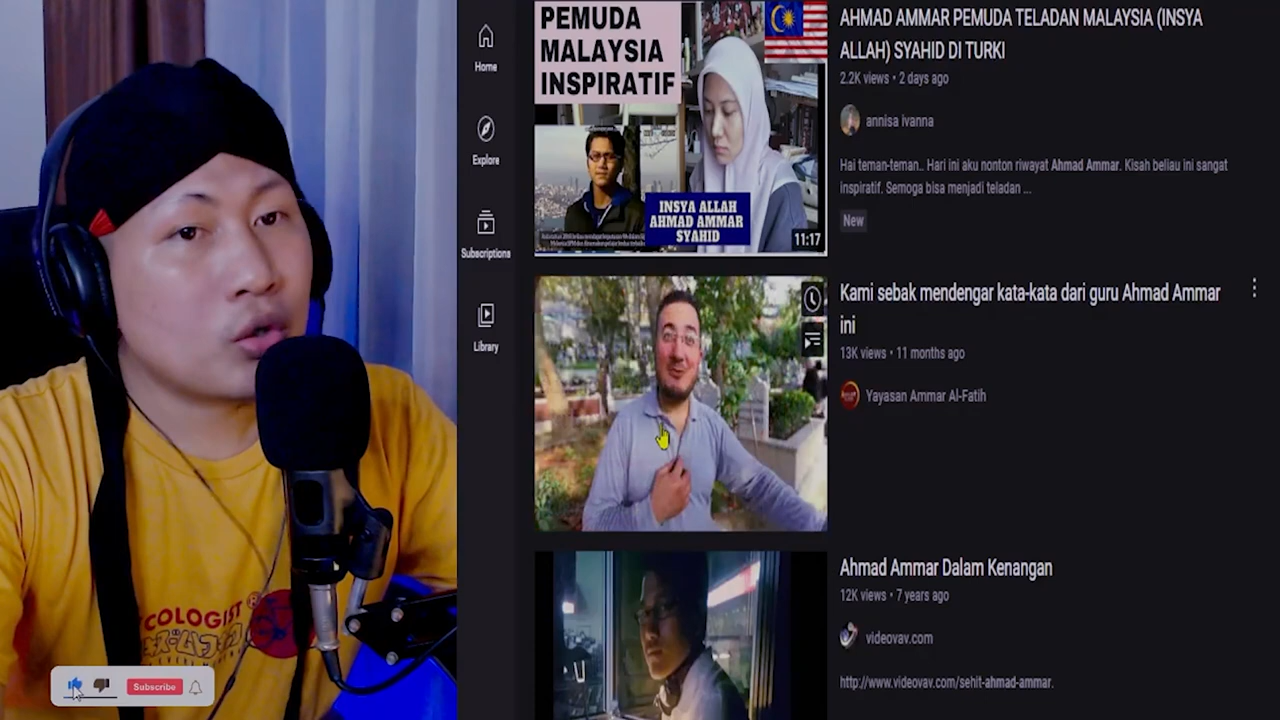 PEMUDA
MALAYSIA
INSPIRATIF
INSYA ALLAH
AHMAD AMMAR
SYAHID
11:17
AHMAD AMMAR PEMUDA TELADAN MALAYSIA (INSYA
ALLAH) SYAHID DI TURKI
2.2K views • 2 days ago
annisa ivanna
Hai teman-teman.. Hari ini aku nonton riwayat Ahmad Ammar. Kisah beliau ini sangat
inspiratif. Semoga bisa menjadi teladan ...
New
Home
Explore
Subscriptions
Library
Kami sebak mendengar kata-kata dari guru Ahmad Ammar
ini
13K views • 11 months ago
Yayasan Ammar Al-Fatih
Ahmad Ammar Dalam Kenangan
12K views • 7 years ago
videovav.com
http://www.videovav.com/sehit-ahmad-ammar.
COLOGIST
Subscribe